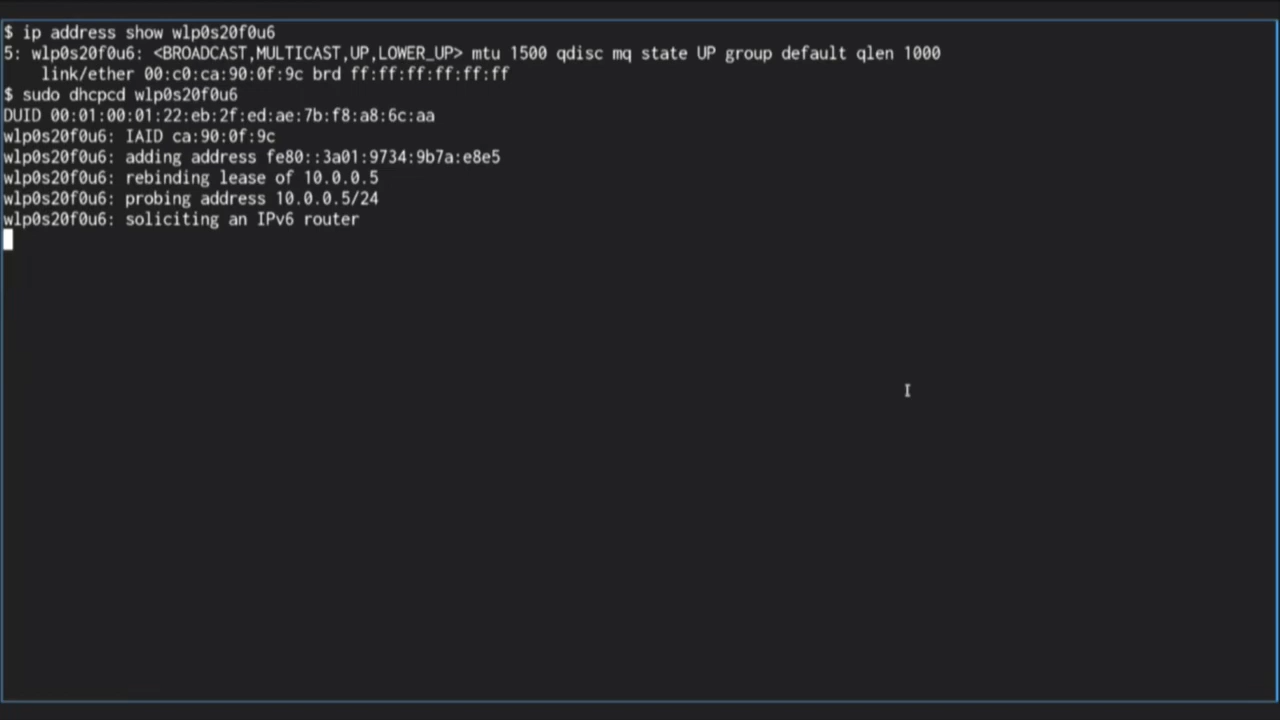 $ ip address show wlp0s20f0u6
5: wlp0s20f0u6: <BROADCAST,MULTICAST,UP,LOWER_UP> mtu 1500 qdisc mq state UP group default qlen 1000
    link/ether 00:c0:ca:90:0f:9c brd ff:ff:ff:ff:ff:ff
$ sudo dhcpcd wlp0s20f0u6
DUID 00:01:00:01:22:eb:2f:ed:ae:7b:f8:a8:6c:aa
wlp0s20f0u6: IAID ca:90:0f:9c
wlp0s20f0u6: adding address fe80::3a01:9734:9b7a:e8e5
wlp0s20f0u6: rebinding lease of 10.0.0.5
wlp0s20f0u6: probing address 10.0.0.5/24
wlp0s20f0u6: soliciting an IPv6 router